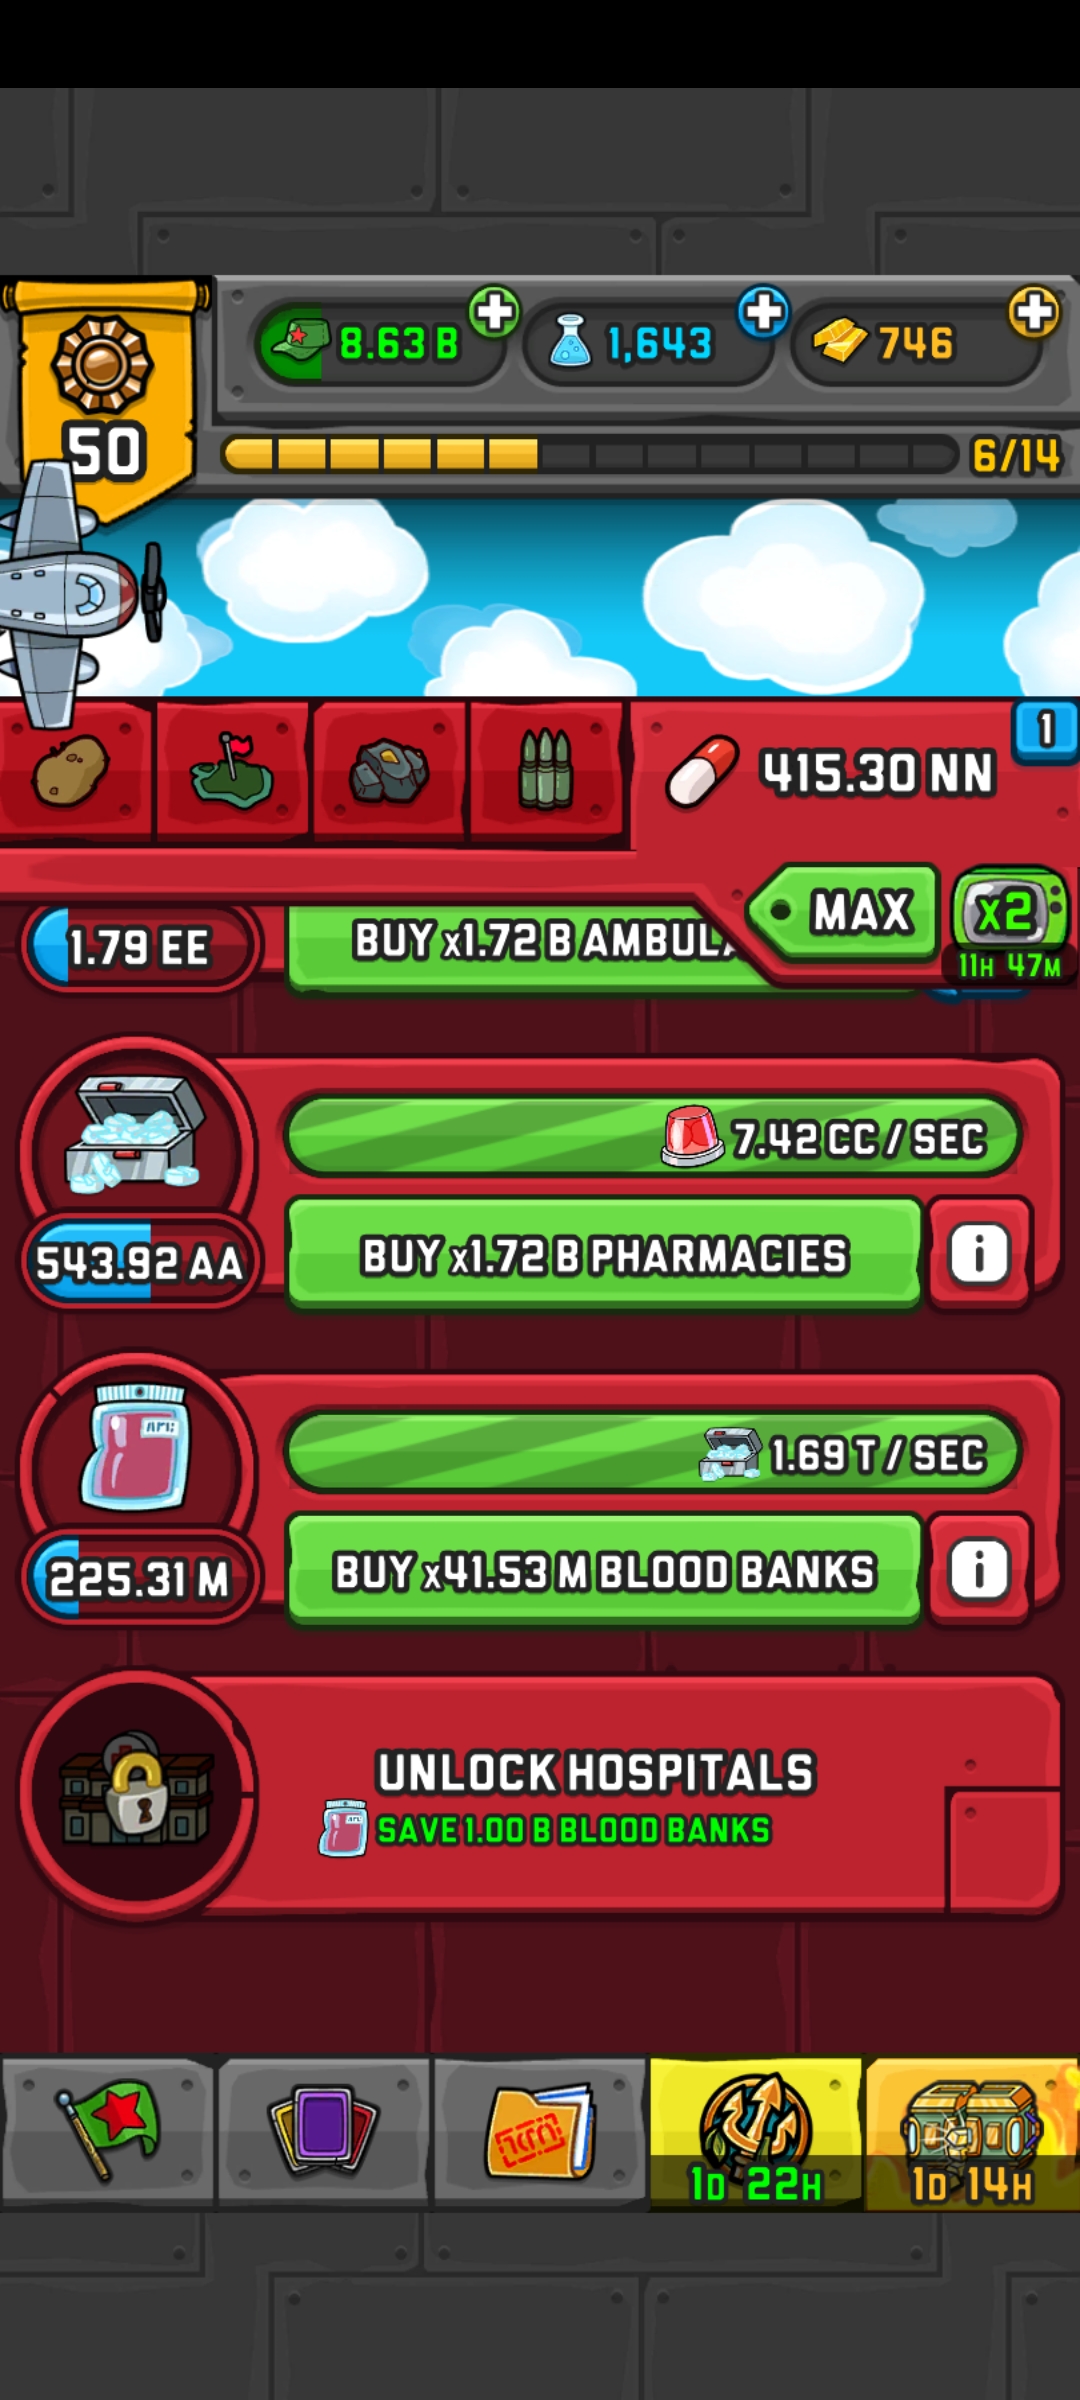 8.63 B
1,643
746
50
6/14
1
415.30 NN
MAX
x2
11H 47M
1.79 EE
BUY x1.72 B AMBULA
7.42 CC / SEC
543.92 AA
BUY x1.72 B PHARMACIES
i
1.69 T / SEC
225.31 M
BUY x41.53 M BLOOD BANKS
i
UNLOCK HOSPITALS
SAVE 1.00 B BLOOD BANKS
1D 22H
1D 14H